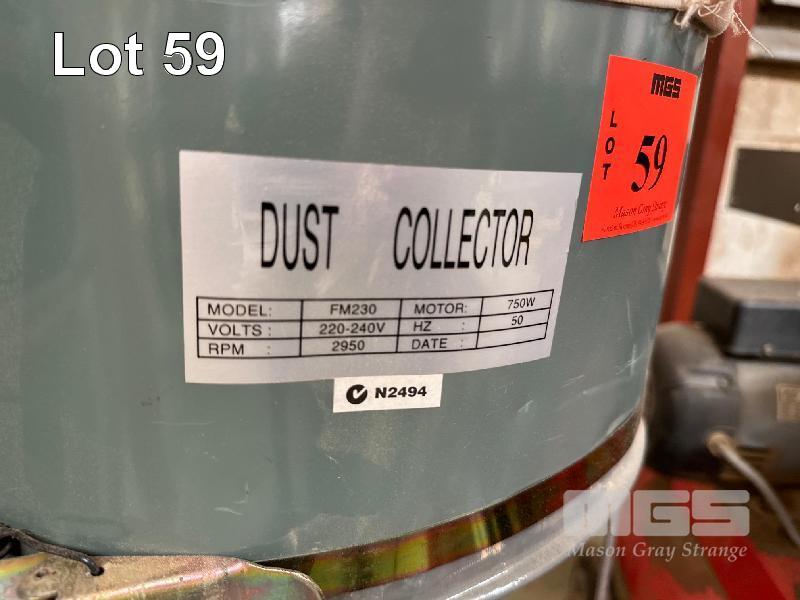 Lot 59
MGS
LOT
59
Mason Gray Strange
DUST COLLECTOR
MODEL: FM230 MOTOR: 750W
VOLTS : 220-240V HZ : 50
RPM : 2950 DATE :
N2494
MGS
Mason Gray Strange